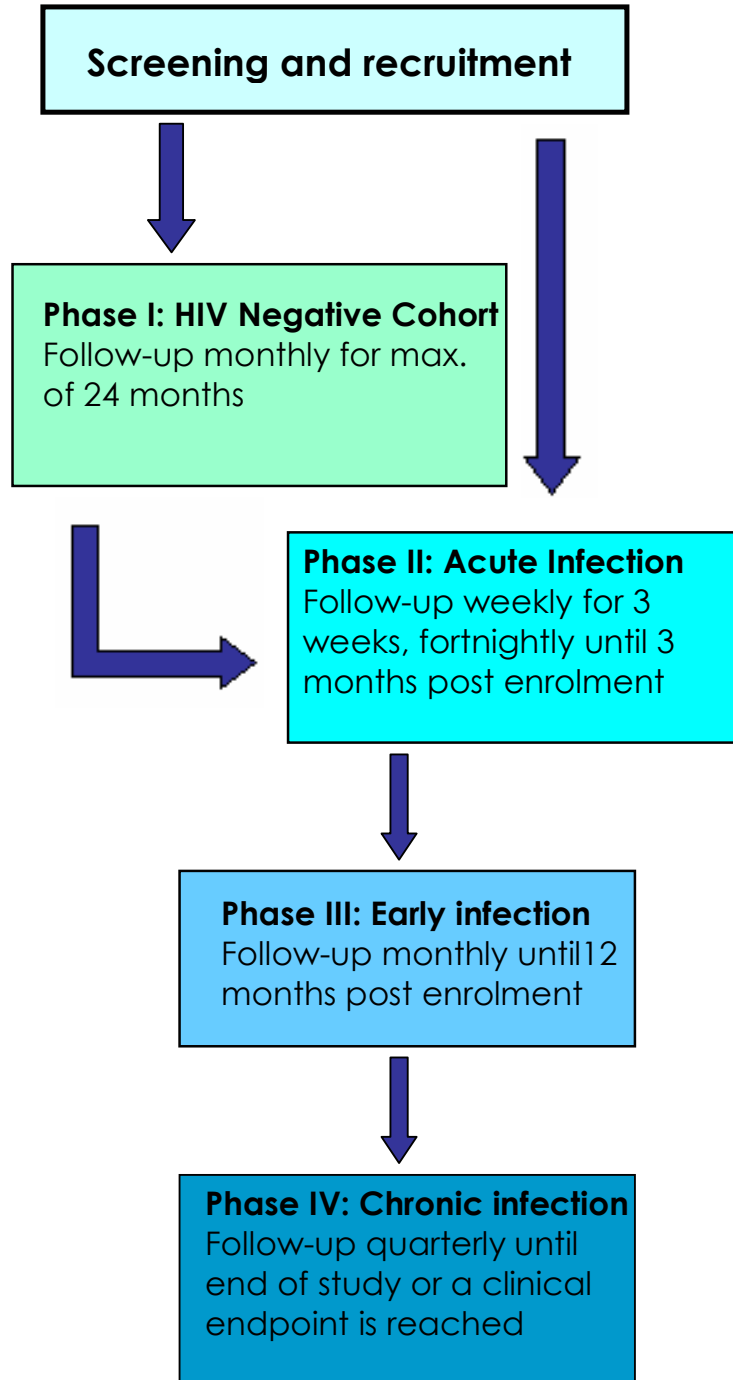 Screening and recruitment
Phase I: HIV Negative Cohort
Follow-up monthly for max.
of 24 months
Phase II: Acute Infection
Follow-up weekly for 3
weeks, fortnightly until 3
months post enrolment
Phase III: Early infection
Follow-up monthly until12
months post enrolment
Phase IV: Chronic infection
Follow-up quarterly until
end of study or a clinical
endpoint is reached